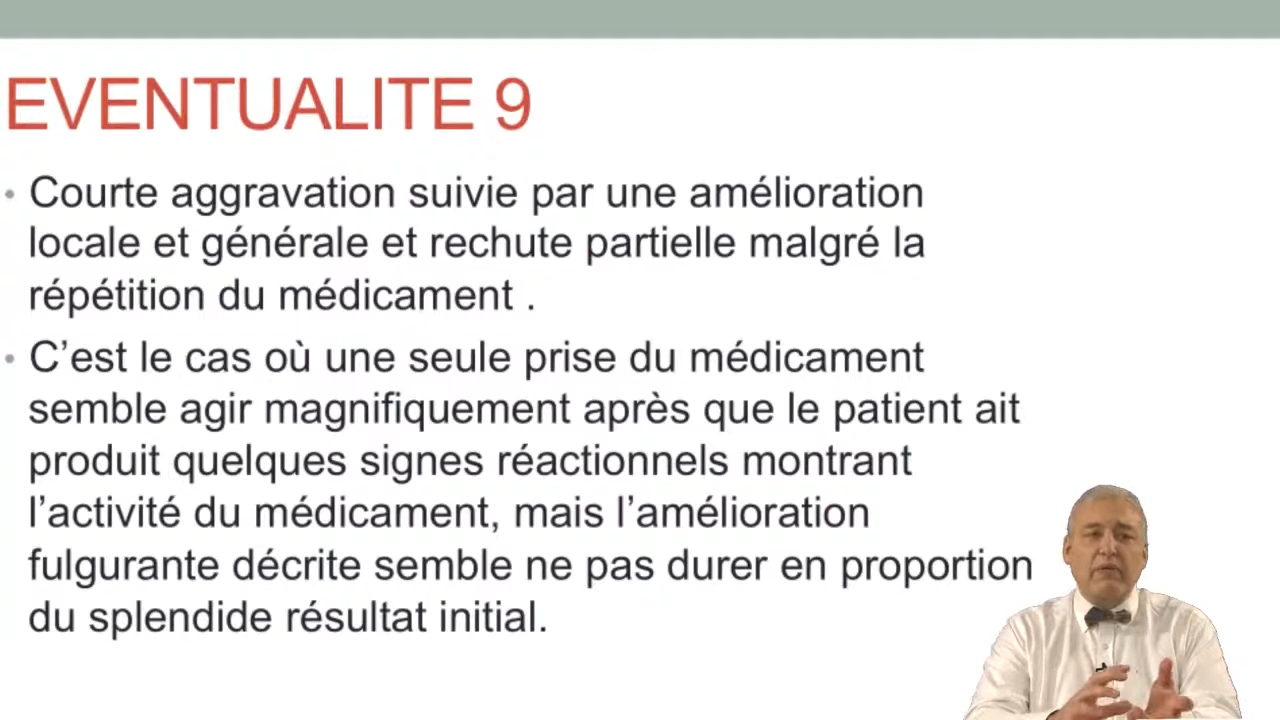 EVENTUALITE 9
• Courte aggravation suivie par une amélioration
locale et générale et rechute partielle malgré la
répétition du médicament .
• C’est le cas où une seule prise du médicament
semble agir magnifiquement après que le patient ait
produit quelques signes réactionnels montrant
l’activité du médicament, mais l’amélioration
fulgurante décrite semble ne pas durer en proportion
du splendide résultat initial.